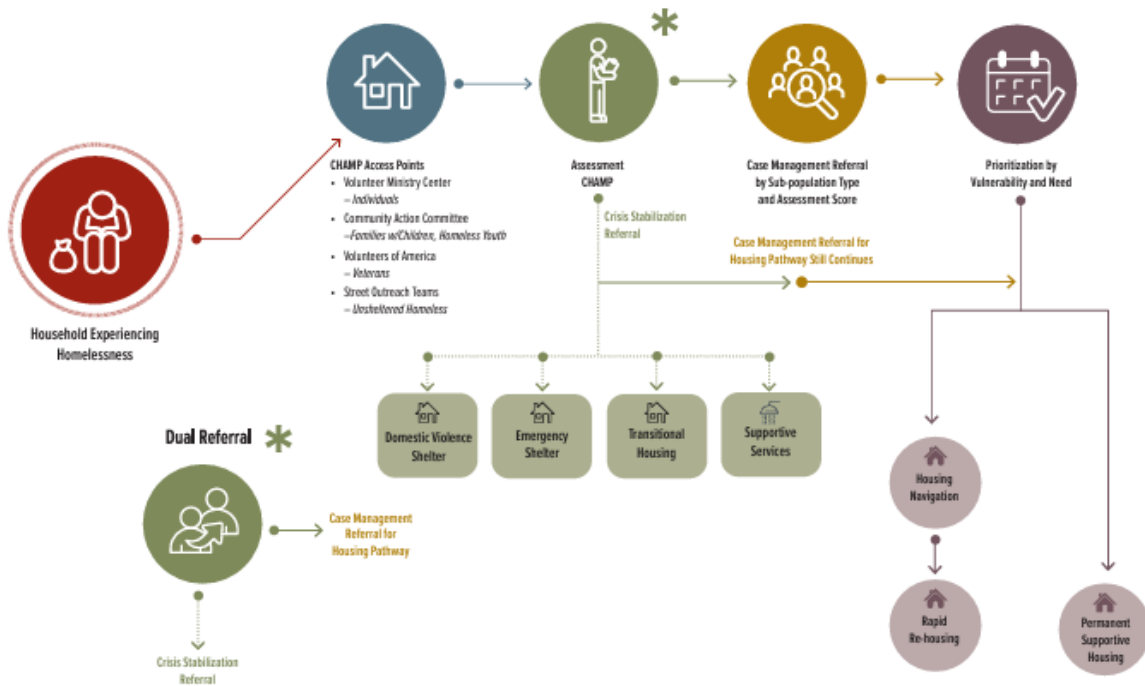 Household Experiencing
Homelessness
CHAMP Access Points
• Volunteer Ministry Center
– Individuals
• Community Action Committee
–Families w/Children, Homeless Youth
• Volunteers of America
– Veterans
• Street Outreach Teams
– Unsheltered Homeless
Assessment
CHAMP
Case Management Referral
by Sub-population Type
and Assessment Score
Prioritization by
Vulnerability and Need
Crisis Stabilization
Referral
Case Management Referral for
Housing Pathway Still Continues
Domestic Violence
Shelter
Emergency
Shelter
Transitional
Housing
Supportive
Services
Dual Referral
Case Management
Referral for
Housing Pathway
Crisis Stabilization
Referral
Housing
Navigation
Rapid
Re-housing
Permanent
Supportive
Housing